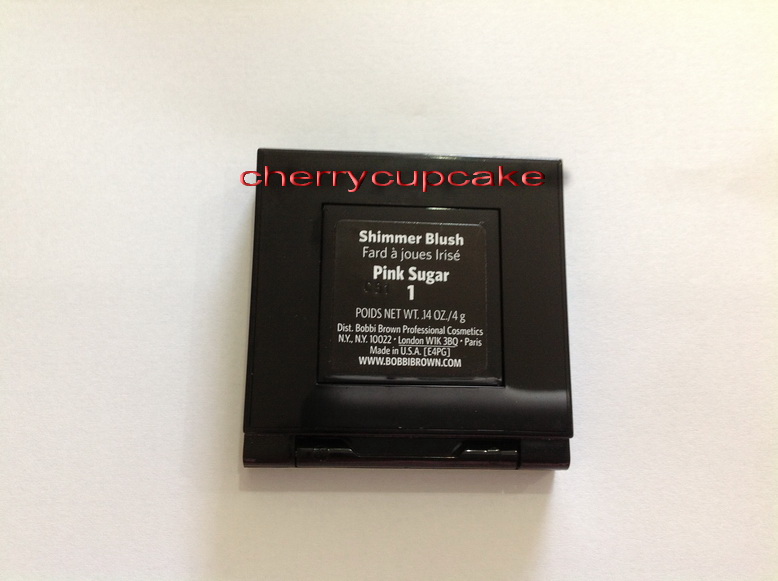 cherrycupcake
Shimmer Blush
Fard à joues Irisé
Pink Sugar
1
POIDS NET WT. .14 OZ./4 g
Dist. Bobbi Brown Professional Cosmetics
N.Y., N.Y. 10022 • London W1K 3BQ • Paris
Made in U.S.A. [E4PG]
WWW.BOBBIBROWN.COM